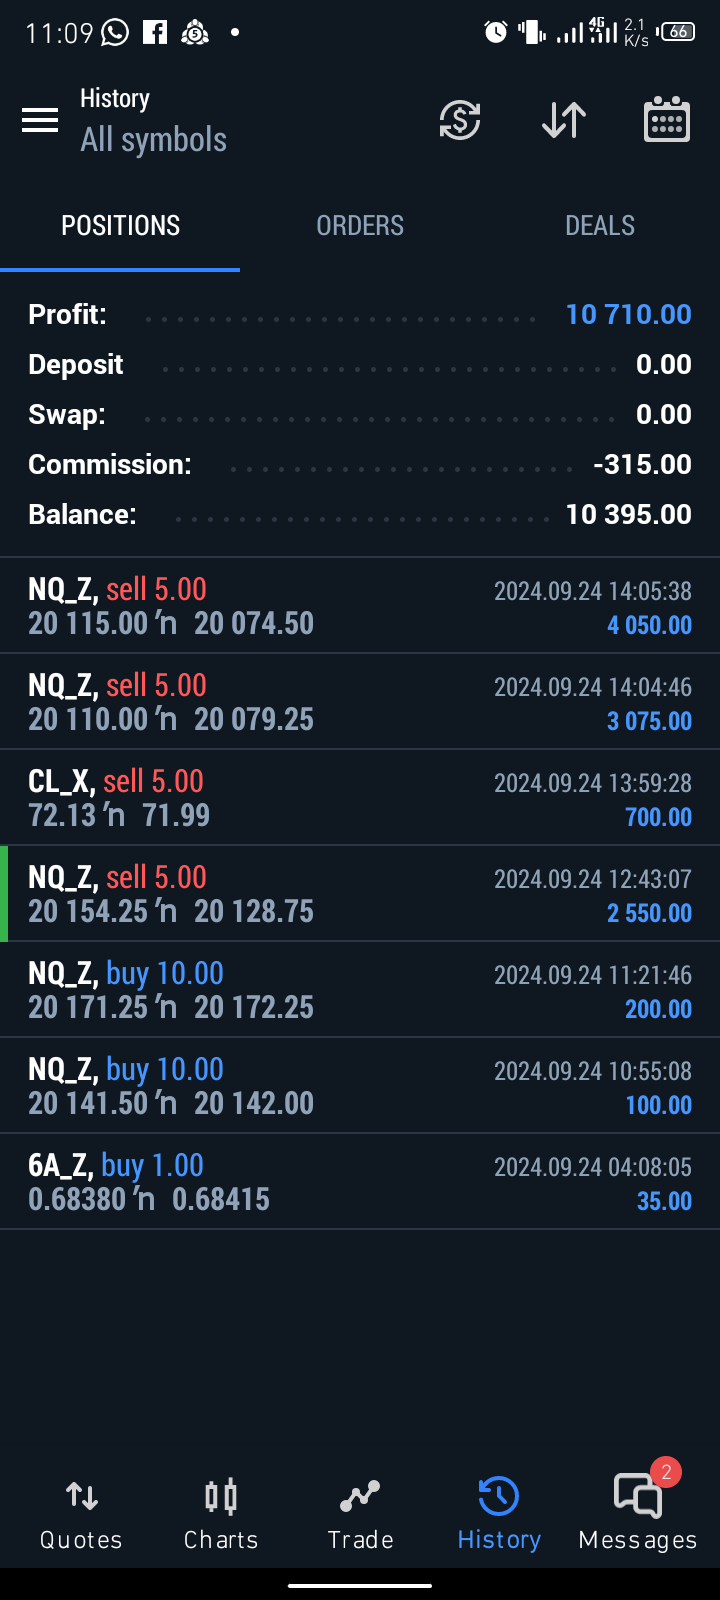 11:09 2.1 K/s 4G 66
History
All symbols
POSITIONS ORDERS DEALS
Profit: 10 710.00
Deposit 0.00
Swap: 0.00
Commission: -315.00
Balance: 10 395.00
NQ_Z, sell 5.00 2024.09.24 14:05:38
20 115.00 ’n 20 074.50 4 050.00
NQ_Z, sell 5.00 2024.09.24 14:04:46
20 110.00 ’n 20 079.25 3 075.00
CL_X, sell 5.00 2024.09.24 13:59:28
72.13 ’n 71.99 700.00
NQ_Z, sell 5.00 2024.09.24 12:43:07
20 154.25 ’n 20 128.75 2 550.00
NQ_Z, buy 10.00 2024.09.24 11:21:46
20 171.25 ’n 20 172.25 200.00
NQ_Z, buy 10.00 2024.09.24 10:55:08
20 141.50 ’n 20 142.00 100.00
6A_Z, buy 1.00 2024.09.24 04:08:05
0.68380 ’n 0.68415 35.00
2
Quotes Charts Trade History Messages